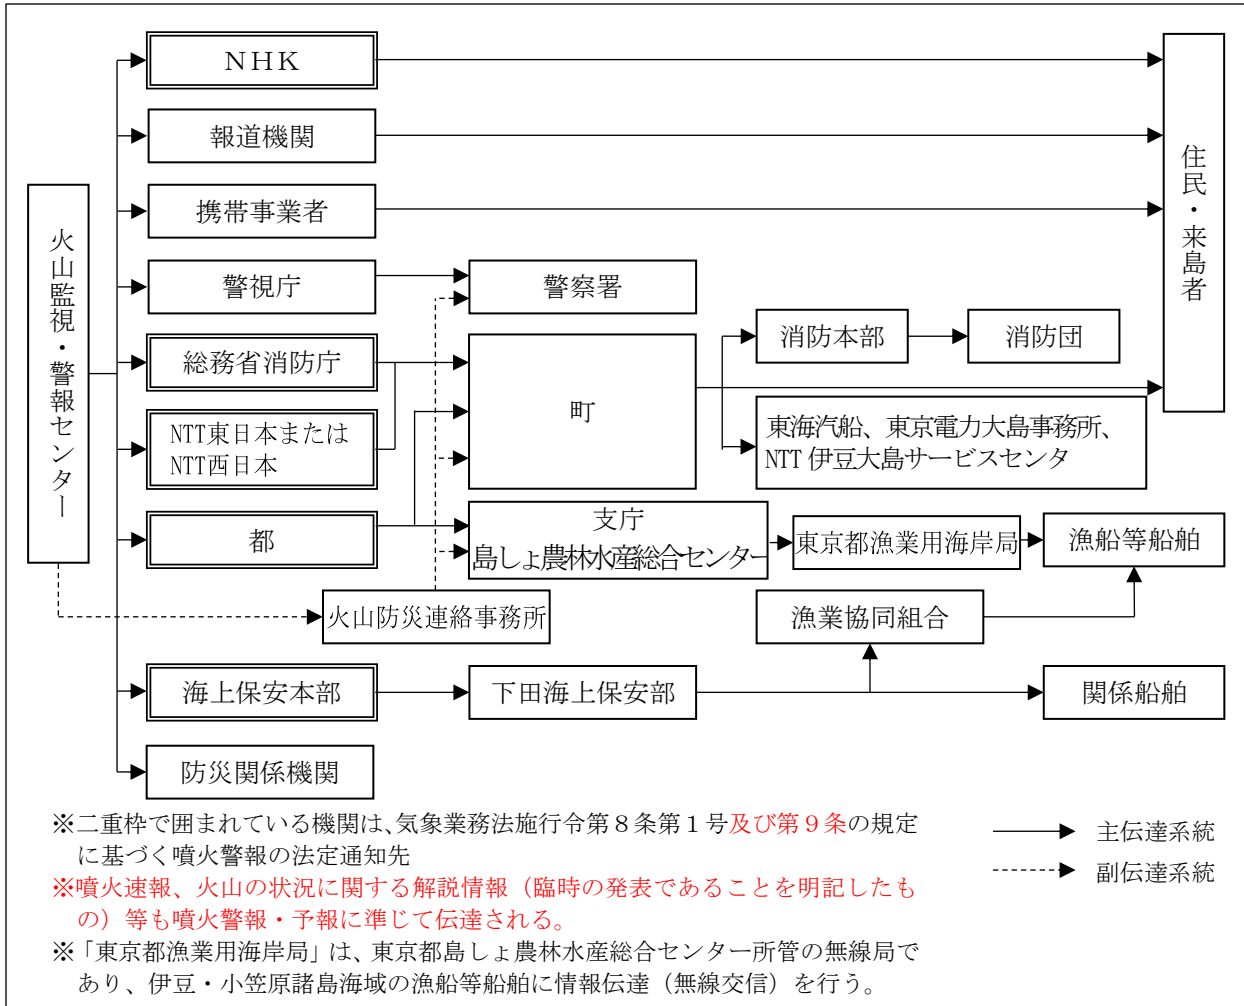 ＮＨＫ
報道機関
携帯事業者
警視庁
警察署
総務省消防庁
NTT東日本または
NTT西日本
都
町
消防本部
消防団
東海汽船、東京電力大島事務所、
NTT 伊豆大島サービスセンタ
住民・来島者
火山監視・警報センター
支庁
島しょ農林水産総合センター
東京都漁業用海岸局
漁船等船舶
火山防災連絡事務所
漁業協同組合
海上保安本部
下田海上保安部
関係船舶
防災関係機関
※二重枠で囲まれている機関は、気象業務法施行令第８条第１号及び第９条の規定
に基づく噴火警報の法定通知先
※噴火速報、火山の状況に関する解説情報（臨時の発表であることを明記したも
の）等も噴火警報・予報に準じて伝達される。
※「東京都漁業用海岸局」は、東京都島しょ農林水産総合センター所管の無線局で
あり、伊豆・小笠原諸島海域の漁船等船舶に情報伝達（無線交信）を行う。
主伝達系統
副伝達系統